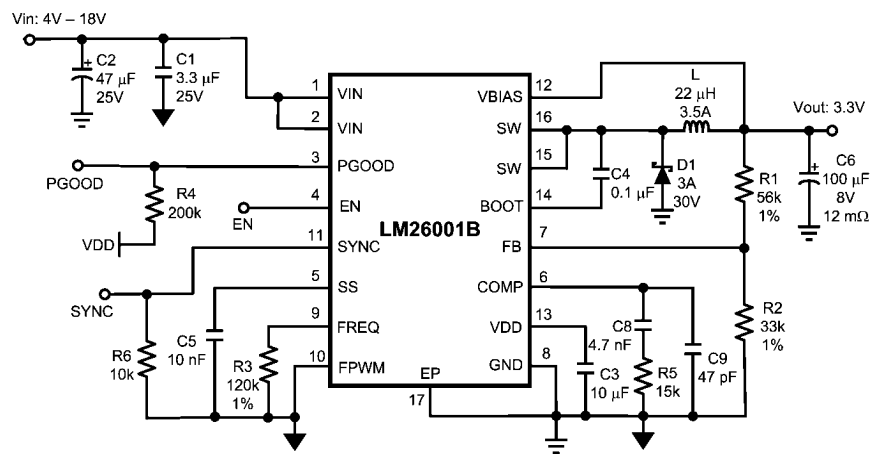 Vin: 4V – 18V
C2
47 μF
25V
C1
3.3 μF
25V
1
VIN
2
VIN
3
PGOOD
PGOOD
R4
200k
VDD
4
EN
EN
11
SYNC
SYNC
5
SS
9
FREQ
10
FPWM
R6
10k
C5
10 nF
R3
120k
1%
LM26001B
EP
17
12
VBIAS
16
SW
15
SW
14
BOOT
7
FB
6
COMP
13
VDD
8
GND
L
22 μH
3.5A
Vout: 3.3V
C4
0.1 μF
D1
3A
30V
R1
56k
1%
C6
100 μF
8V
12 mΩ
R2
33k
1%
C8
4.7 nF
C9
47 pF
C3
10 μF
R5
15k